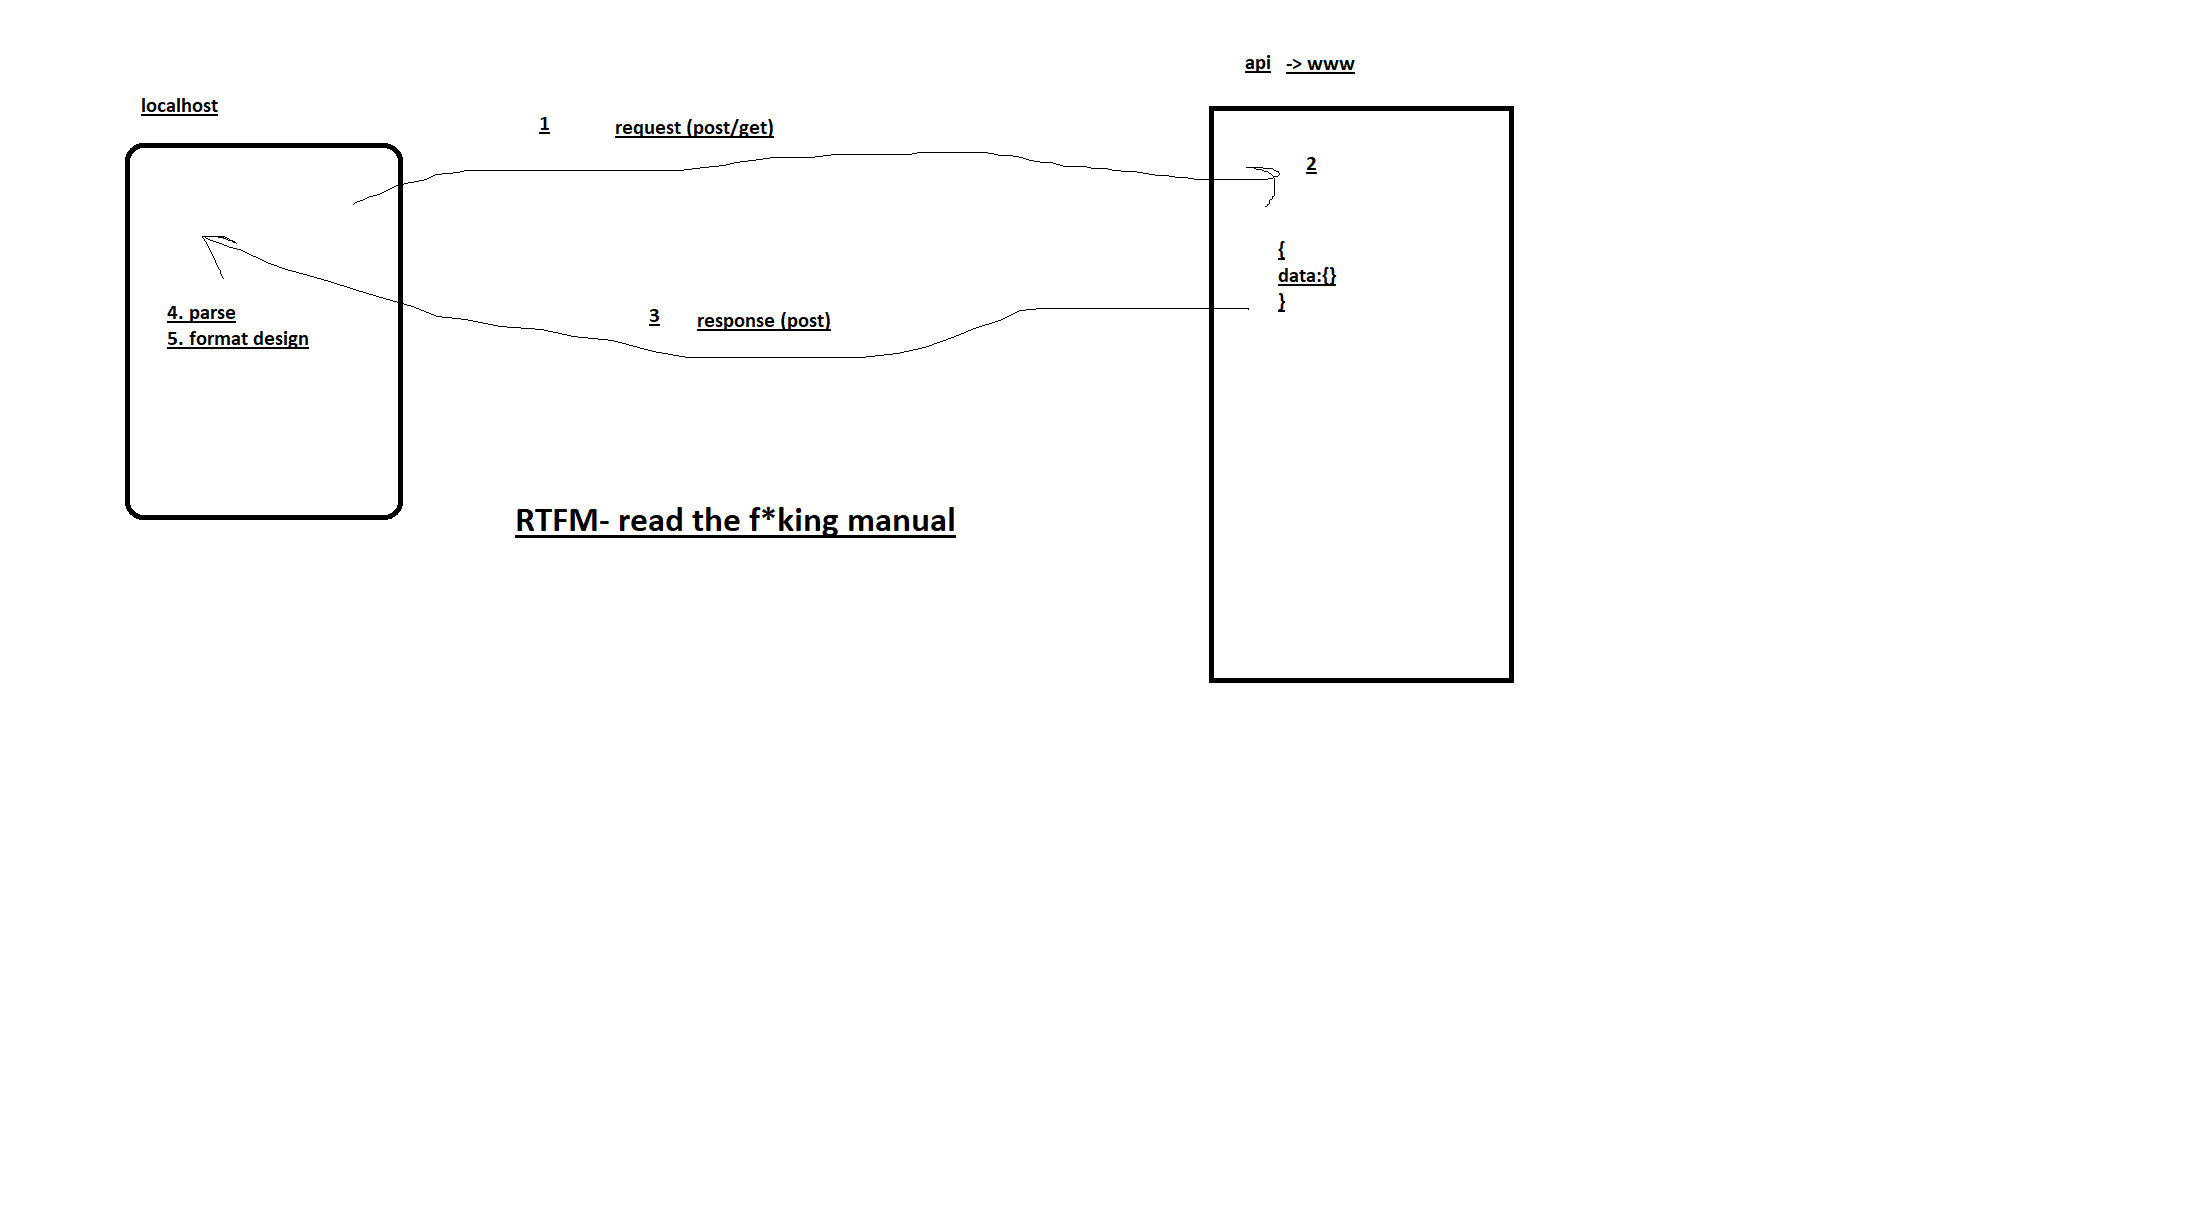 api -> www
localhost
1 request (post/get)
2
{
data:{}
}
4. parse
5. format design
3 response (post)
RTFM- read the f*king manual